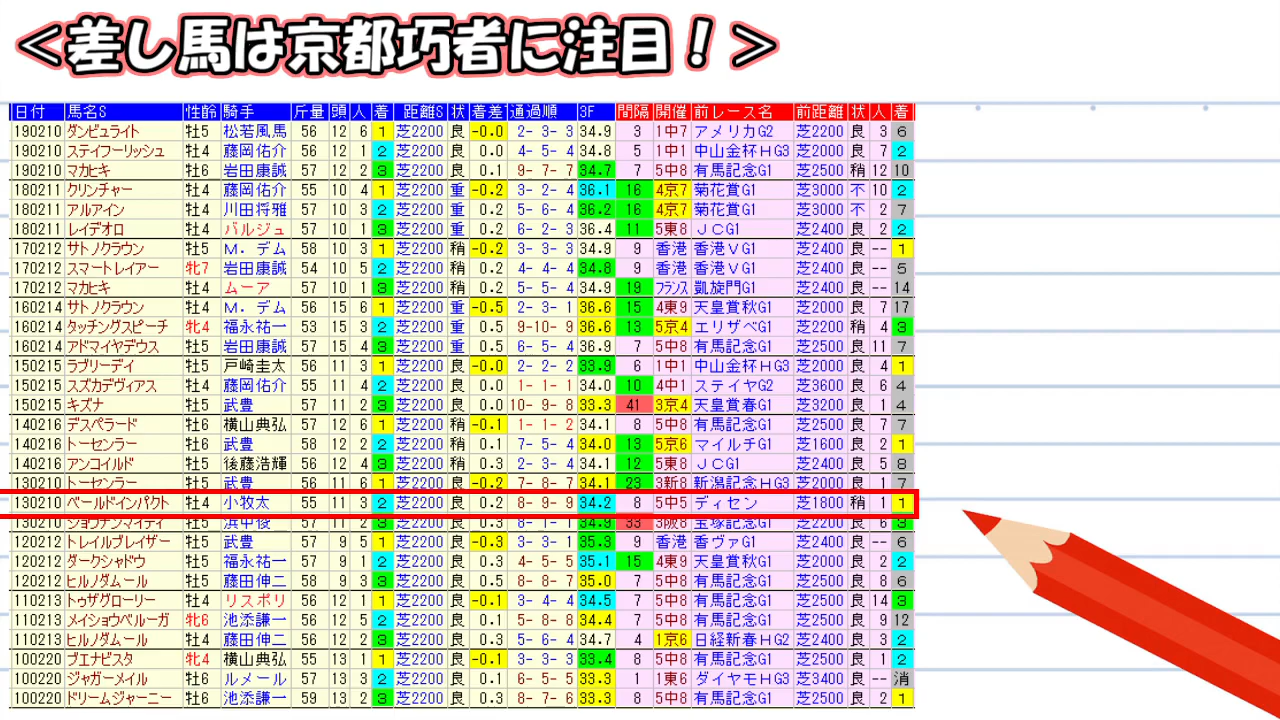 ＜差し馬は京都巧者に注目！＞
日付 馬名S 性齢 騎手 斤量 頭 人 着 距離S 状 着差 通過順 3F 間隔 開催 前レース名 前距離 状 人 着
190210 ダンビュライト 牡5 松若風馬 56 12 6 1 芝2200 良 -0.0 2- 3- 3 34.9 3 1中7 アメリカG2 芝2200 良 3 6
190210 ステイフーリッシュ 牡4 藤岡佑介 56 12 1 2 芝2200 良 0.0 4- 5- 4 34.8 5 1中1 中山金杯HG3 芝2000 良 7 2
190210 マカヒキ 牡6 岩田康誠 57 12 2 3 芝2200 良 0.1 9- 7- 7 34.7 7 5中8 有馬記念G1 芝2500 稍 12 10
180211 クリンチャー 牡4 藤岡佑介 55 10 4 1 芝2200 重 -0.2 3- 2- 4 36.1 16 4京7 菊花賞G1 芝3000 不 10 2
180211 アルアイン 牡4 川田将雅 57 10 3 2 芝2200 重 0.2 5- 6- 4 36.2 16 4京7 菊花賞G1 芝3000 不 2 7
180211 レイデオロ 牡4 バルジュ 57 10 1 3 芝2200 重 0.2 6- 2- 3 36.4 11 5東8 ＪＣG1 芝2400 良 2 2
170212 サトノクラウン 牡5 Ｍ．デム 58 10 3 1 芝2200 稍 -0.2 3- 3- 3 34.9 9 香港 香港ＶG1 芝2400 良 -- 1
170212 スマートレイアー 牝7 岩田康誠 54 10 5 2 芝2200 稍 0.2 4- 4- 4 34.8 9 香港 香港ＶG1 芝2400 良 -- 5
170212 マカヒキ 牡4 ムーア 57 10 1 3 芝2200 稍 0.2 5- 5- 4 34.9 19 フランス 凱旋門G1 芝2400 良 -- 14
160214 サトノクラウン 牡4 Ｍ．デム 56 15 6 1 芝2200 重 -0.5 2- 3- 1 36.6 15 4東9 天皇賞秋G1 芝2000 良 7 17
160214 タッチングスピーチ 牝4 福永祐一 53 15 3 2 芝2200 重 0.5 9-10- 9 36.6 13 5京4 エリザベG1 芝2200 稍 4 3
160214 アドマイヤデウス 牡5 岩田康誠 57 15 4 3 芝2200 重 0.5 6- 5- 4 36.9 7 5中8 有馬記念G1 芝2500 良 11 7
150215 ラブリーデイ 牡5 戸崎圭太 56 11 3 1 芝2200 良 -0.0 2- 2- 2 33.9 6 1中1 中山金杯HG3 芝2000 良 4 1
150215 スズカデヴィアス 牡4 藤岡佑介 55 11 4 2 芝2200 良 0.0 1- 1- 1 34.0 10 4中1 ステイヤG2 芝3600 良 6 4
150215 キズナ 牡5 武豊 57 11 2 3 芝2200 良 0.0 10- 9- 8 33.3 41 3京4 天皇賞春G1 芝3200 良 1 4
140216 デスペラード 牡6 横山典弘 57 12 6 1 芝2200 稍 -0.1 1- 1- 2 34.1 8 5中8 有馬記念G1 芝2500 良 7 7
140216 トーセンラー 牡6 武豊 58 12 2 2 芝2200 稍 0.1 7- 5- 4 34.0 13 5京6 マイルチG1 芝1600 良 2 1
140216 アンコイルド 牡5 後藤浩輝 56 12 4 3 芝2200 稍 0.3 2- 3- 4 34.1 12 5東8 ＪＣG1 芝2400 良 5 8
130210 トーセンラー 牡5 武豊 56 11 6 1 芝2200 良 -0.2 7- 8- 7 34.1 23 3新8 新潟記念HG3 芝2000 良 1 7
130210 ベールドインパクト 牡4 小牧太 55 11 3 2 芝2200 良 0.2 8- 9- 9 34.2 8 5中5 ディセン 芝1800 稍 1 1
130210 ショウナンマイティ 牡5 浜中俊 57 11 2 3 芝2200 良 0.3 8- 1- 1 34.9 33 3阪8 宝塚記念G1 芝2200 良 6 3
120212 トレイルブレイザー 牡5 武豊 57 9 5 1 芝2200 良 -0.3 3- 3- 1 35.3 9 香港 香ヴァG1 芝2400 良 -- 6
120212 ダークシャドウ 牡5 福永祐一 57 9 1 2 芝2200 良 0.3 4- 5- 5 35.1 15 4東9 天皇賞秋G1 芝2000 良 2 2
120212 ヒルノダムール 牡5 藤田伸二 58 9 3 3 芝2200 良 0.5 8- 8- 7 35.0 7 5中8 有馬記念G1 芝2500 良 8 6
110213 トゥザグローリー 牡4 リスポリ 56 12 1 1 芝2200 良 -0.1 3- 4- 4 34.5 7 5中8 有馬記念G1 芝2500 良 14 3
110213 メイショウベルーガ 牝6 池添謙一 56 12 5 2 芝2200 良 0.1 5- 8- 8 34.4 7 5中8 有馬記念G1 芝2500 良 9 12
110213 ヒルノダムール 牡4 藤田伸二 56 12 2 3 芝2200 良 0.3 5- 6- 4 34.7 4 1京6 日経新春HG2 芝2400 良 3 2
100220 ブエナビスタ 牝4 横山典弘 55 13 1 1 芝2200 良 -0.1 3- 3- 3 33.4 8 5中8 有馬記念G1 芝2500 良 1 2
100220 ジャガーメイル 牡6 ルメール 57 13 3 2 芝2200 良 0.1 6- 5- 5 33.3 1 1東6 ダイヤモHG3 芝3400 良 -- 消
100220 ドリームジャーニー 牡6 池添謙一 59 13 2 3 芝2200 良 0.3 8- 7- 6 33.3 8 5中8 有馬記念G1 芝2500 良 2 1